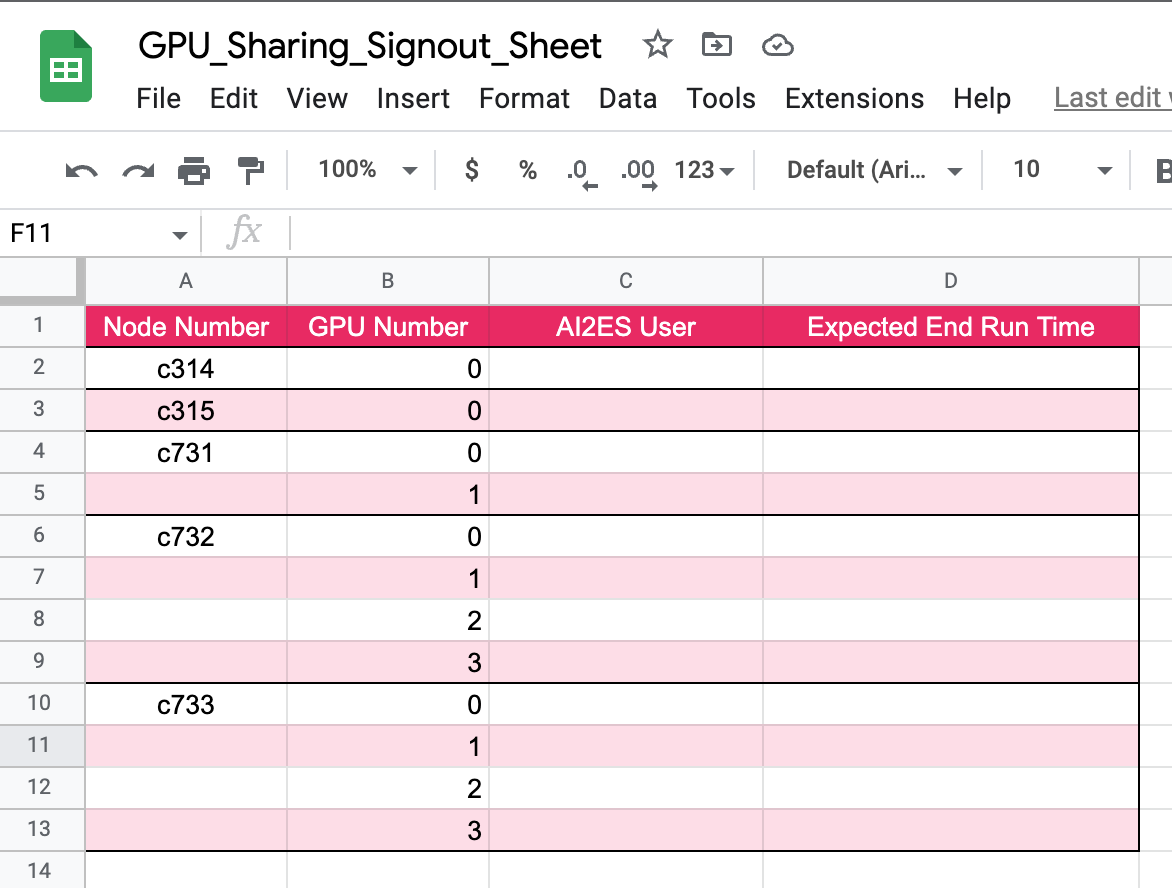 GPU_Sharing_Signout_Sheet
File Edit View Insert Format Data Tools Extensions Help Last edit
100% $ % .0 .00 123 Default (Ari... 10 B
F11 fx
A B C D
1 Node Number GPU Number AI2ES User Expected End Run Time
2 c314 0
3 c315 0
4 c731 0
5 1
6 c732 0
7 1
8 2
9 3
10 c733 0
11 1
12 2
13 3
14